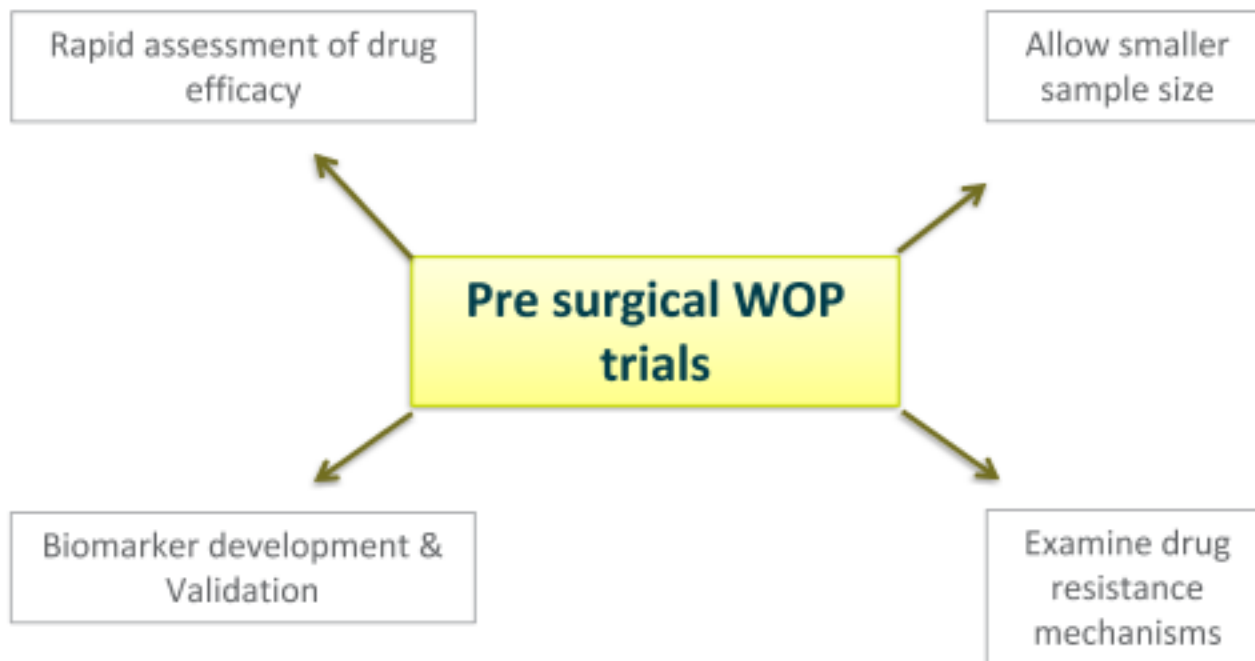 Rapid assessment of drug
efficacy
Allow smaller
sample size
Pre surgical WOP
trials
Biomarker development &
Validation
Examine drug
resistance
mechanisms